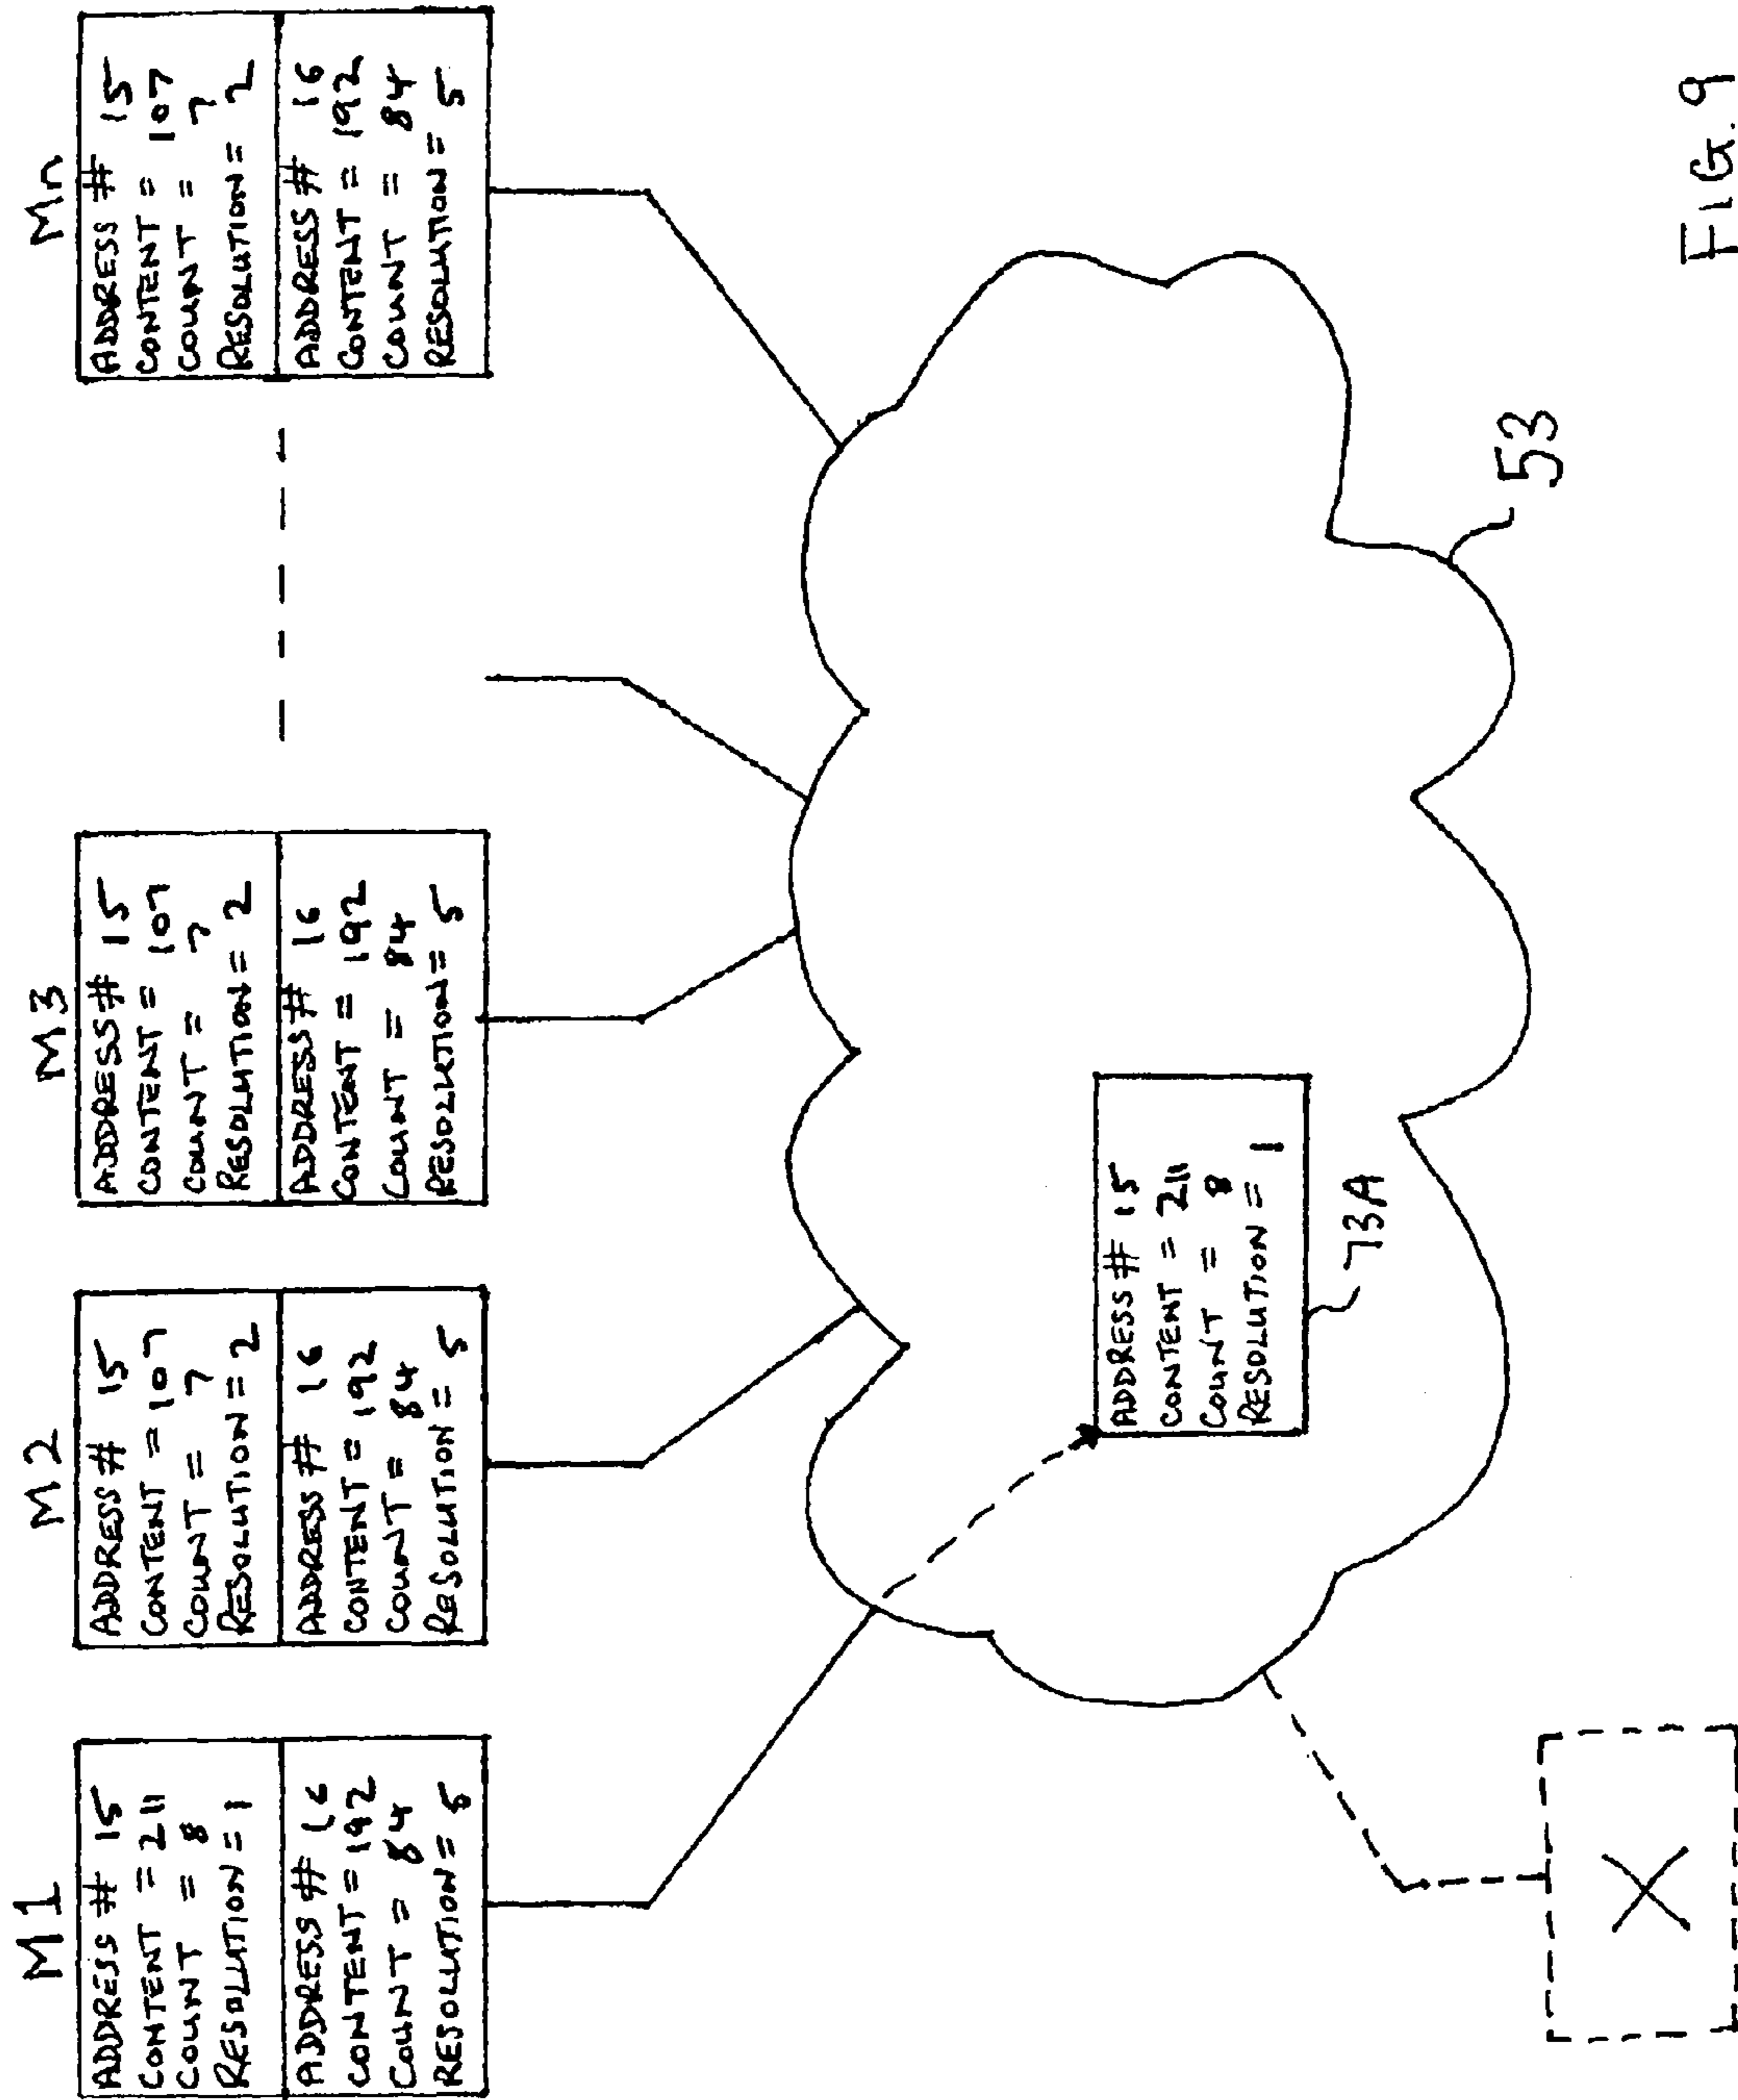 M1
ADDRESS # 15
CONTENT = 211
COUNT = 8
RESOLUTION = 1
ADDRESS # 16
CONTENT = 192
COUNT = 84
RESOLUTION = 5
M2
ADDRESS # 15
CONTENT = 107
COUNT = 7
RESOLUTION = 2
ADDRESS # 16
CONTENT = 192
COUNT = 84
RESOLUTION = 5
M3
ADDRESS # 15
CONTENT = 107
COUNT = 7
RESOLUTION = 2
ADDRESS # 16
CONTENT = 192
COUNT = 84
RESOLUTION = 5
Mn
ADDRESS # 15
CONTENT = 107
COUNT = 7
RESOLUTION = 2
ADDRESS # 16
CONTENT = 192
COUNT = 84
RESOLUTION = 5
ADDRESS # 15
CONTENT = 211
COUNT = 8
RESOLUTION = 1
73A
53
X
FIG. 9